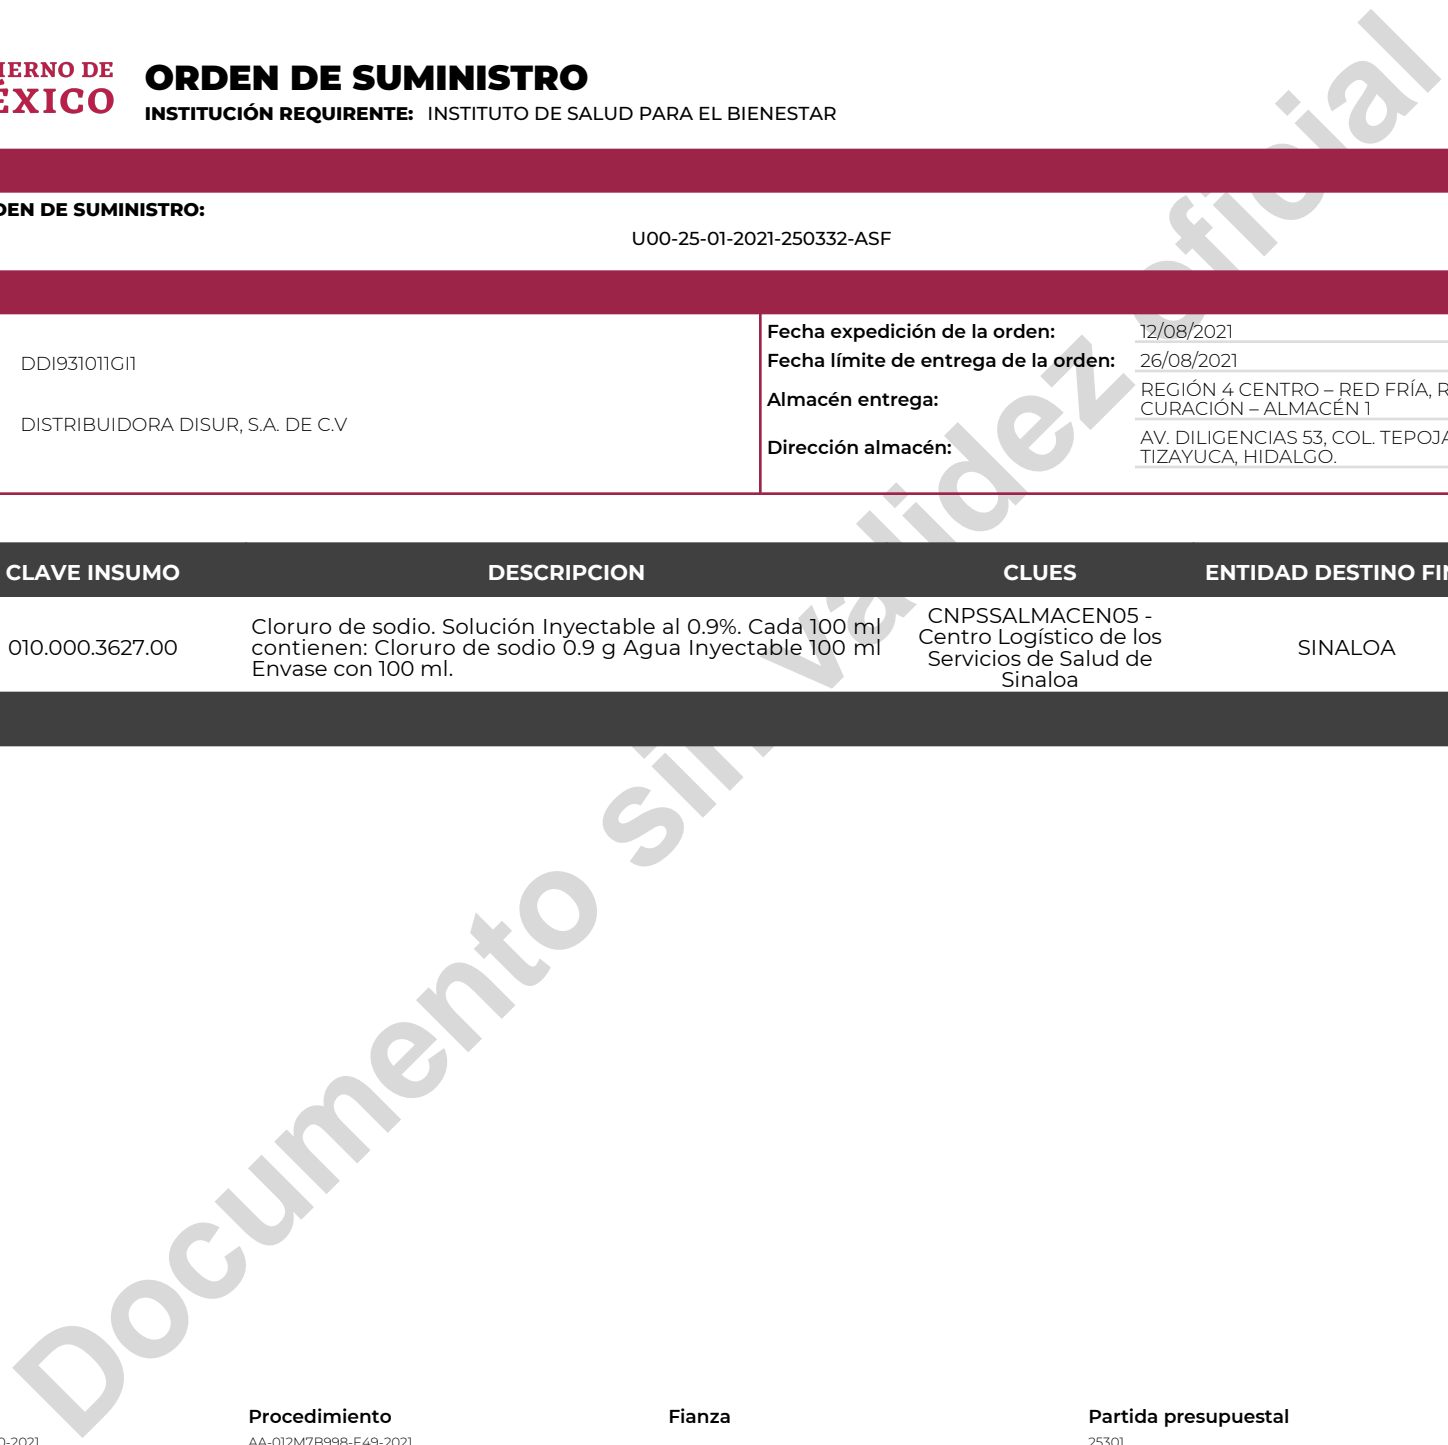 ORDEN DE SUMINISTRO
INSTITUCIÓN REQUIRENTE: INSTITUTO DE SALUD PARA EL BIENESTAR
DE
MÉXICO
DE SUMINISTRO:
U00-25-01-2021-250332-ASF
DDI931011GI1
DISTRIBUIDORA DISUR, S.A. DE C.V
Fecha expedición de la orden: 12/08/2021
Fecha límite de entrega de la orden: 26/08/2021
Almacén entrega: REGIÓN 4 CENTRO – RED FRÍA,
CURACIÓN – ALMACÉN 1
Dirección almacén: AV. DILIGENCIAS 53, COL.
TIZAYUCA, HIDALGO.
CLAVE INSUMO DESCRIPCION CLUES ENTIDAD DESTINO
010.000.3627.00
Cloruro de sodio. Solución Inyectable al 0.9%. Cada 100 ml
contienen: Cloruro de sodio 0.9 g Agua Inyectable 100 ml
Envase con 100 ml.
CNPSSALMACEN05 -
Centro Logístico de los
Servicios de Salud de
Sinaloa
SINALOA
Documento sin validez oficial
Procedimiento Fianza Partida presupuestal